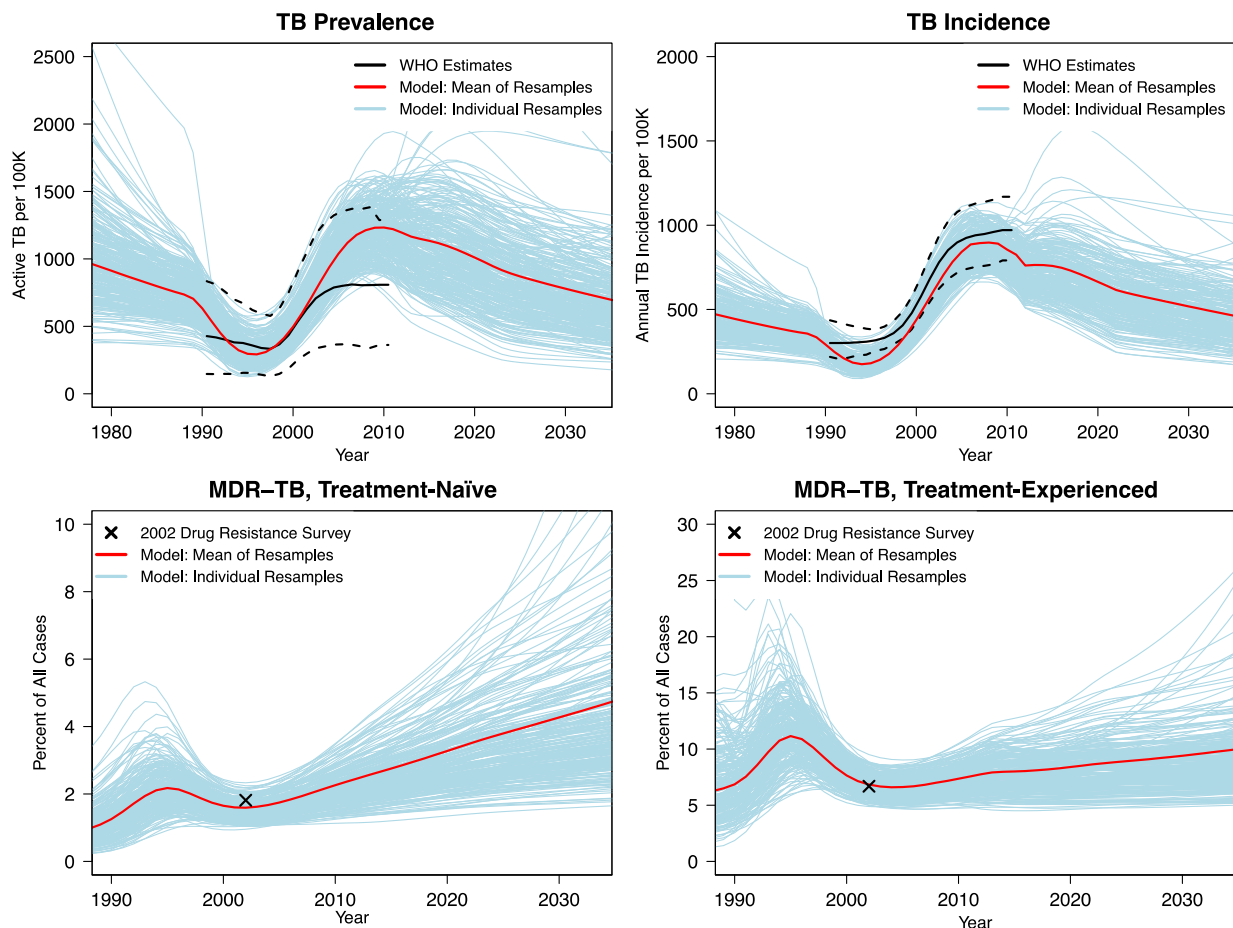 TB Prevalence
2500
2000
1500
1000
500
0
Active TB per 100K
WHO Estimates
Model: Mean of Resamples
Model: Individual Resamples
1980 1990 2000 2010 2020 2030
Year
TB Incidence
2000
1500
1000
500
0
Annual TB Incidence per 100K
WHO Estimates
Model: Mean of Resamples
Model: Individual Resamples
1980 1990 2000 2010 2020 2030
Year
MDR−TB, Treatment-Naïve
10
8
6
4
2
0
Percent of All Cases
2002 Drug Resistance Survey
Model: Mean of Resamples
Model: Individual Resamples
1990 2000 2010 2020 2030
Year
MDR−TB, Treatment-Experienced
30
25
20
15
10
5
0
Percent of All Cases
2002 Drug Resistance Survey
Model: Mean of Resamples
Model: Individual Resamples
1990 2000 2010 2020 2030
Year